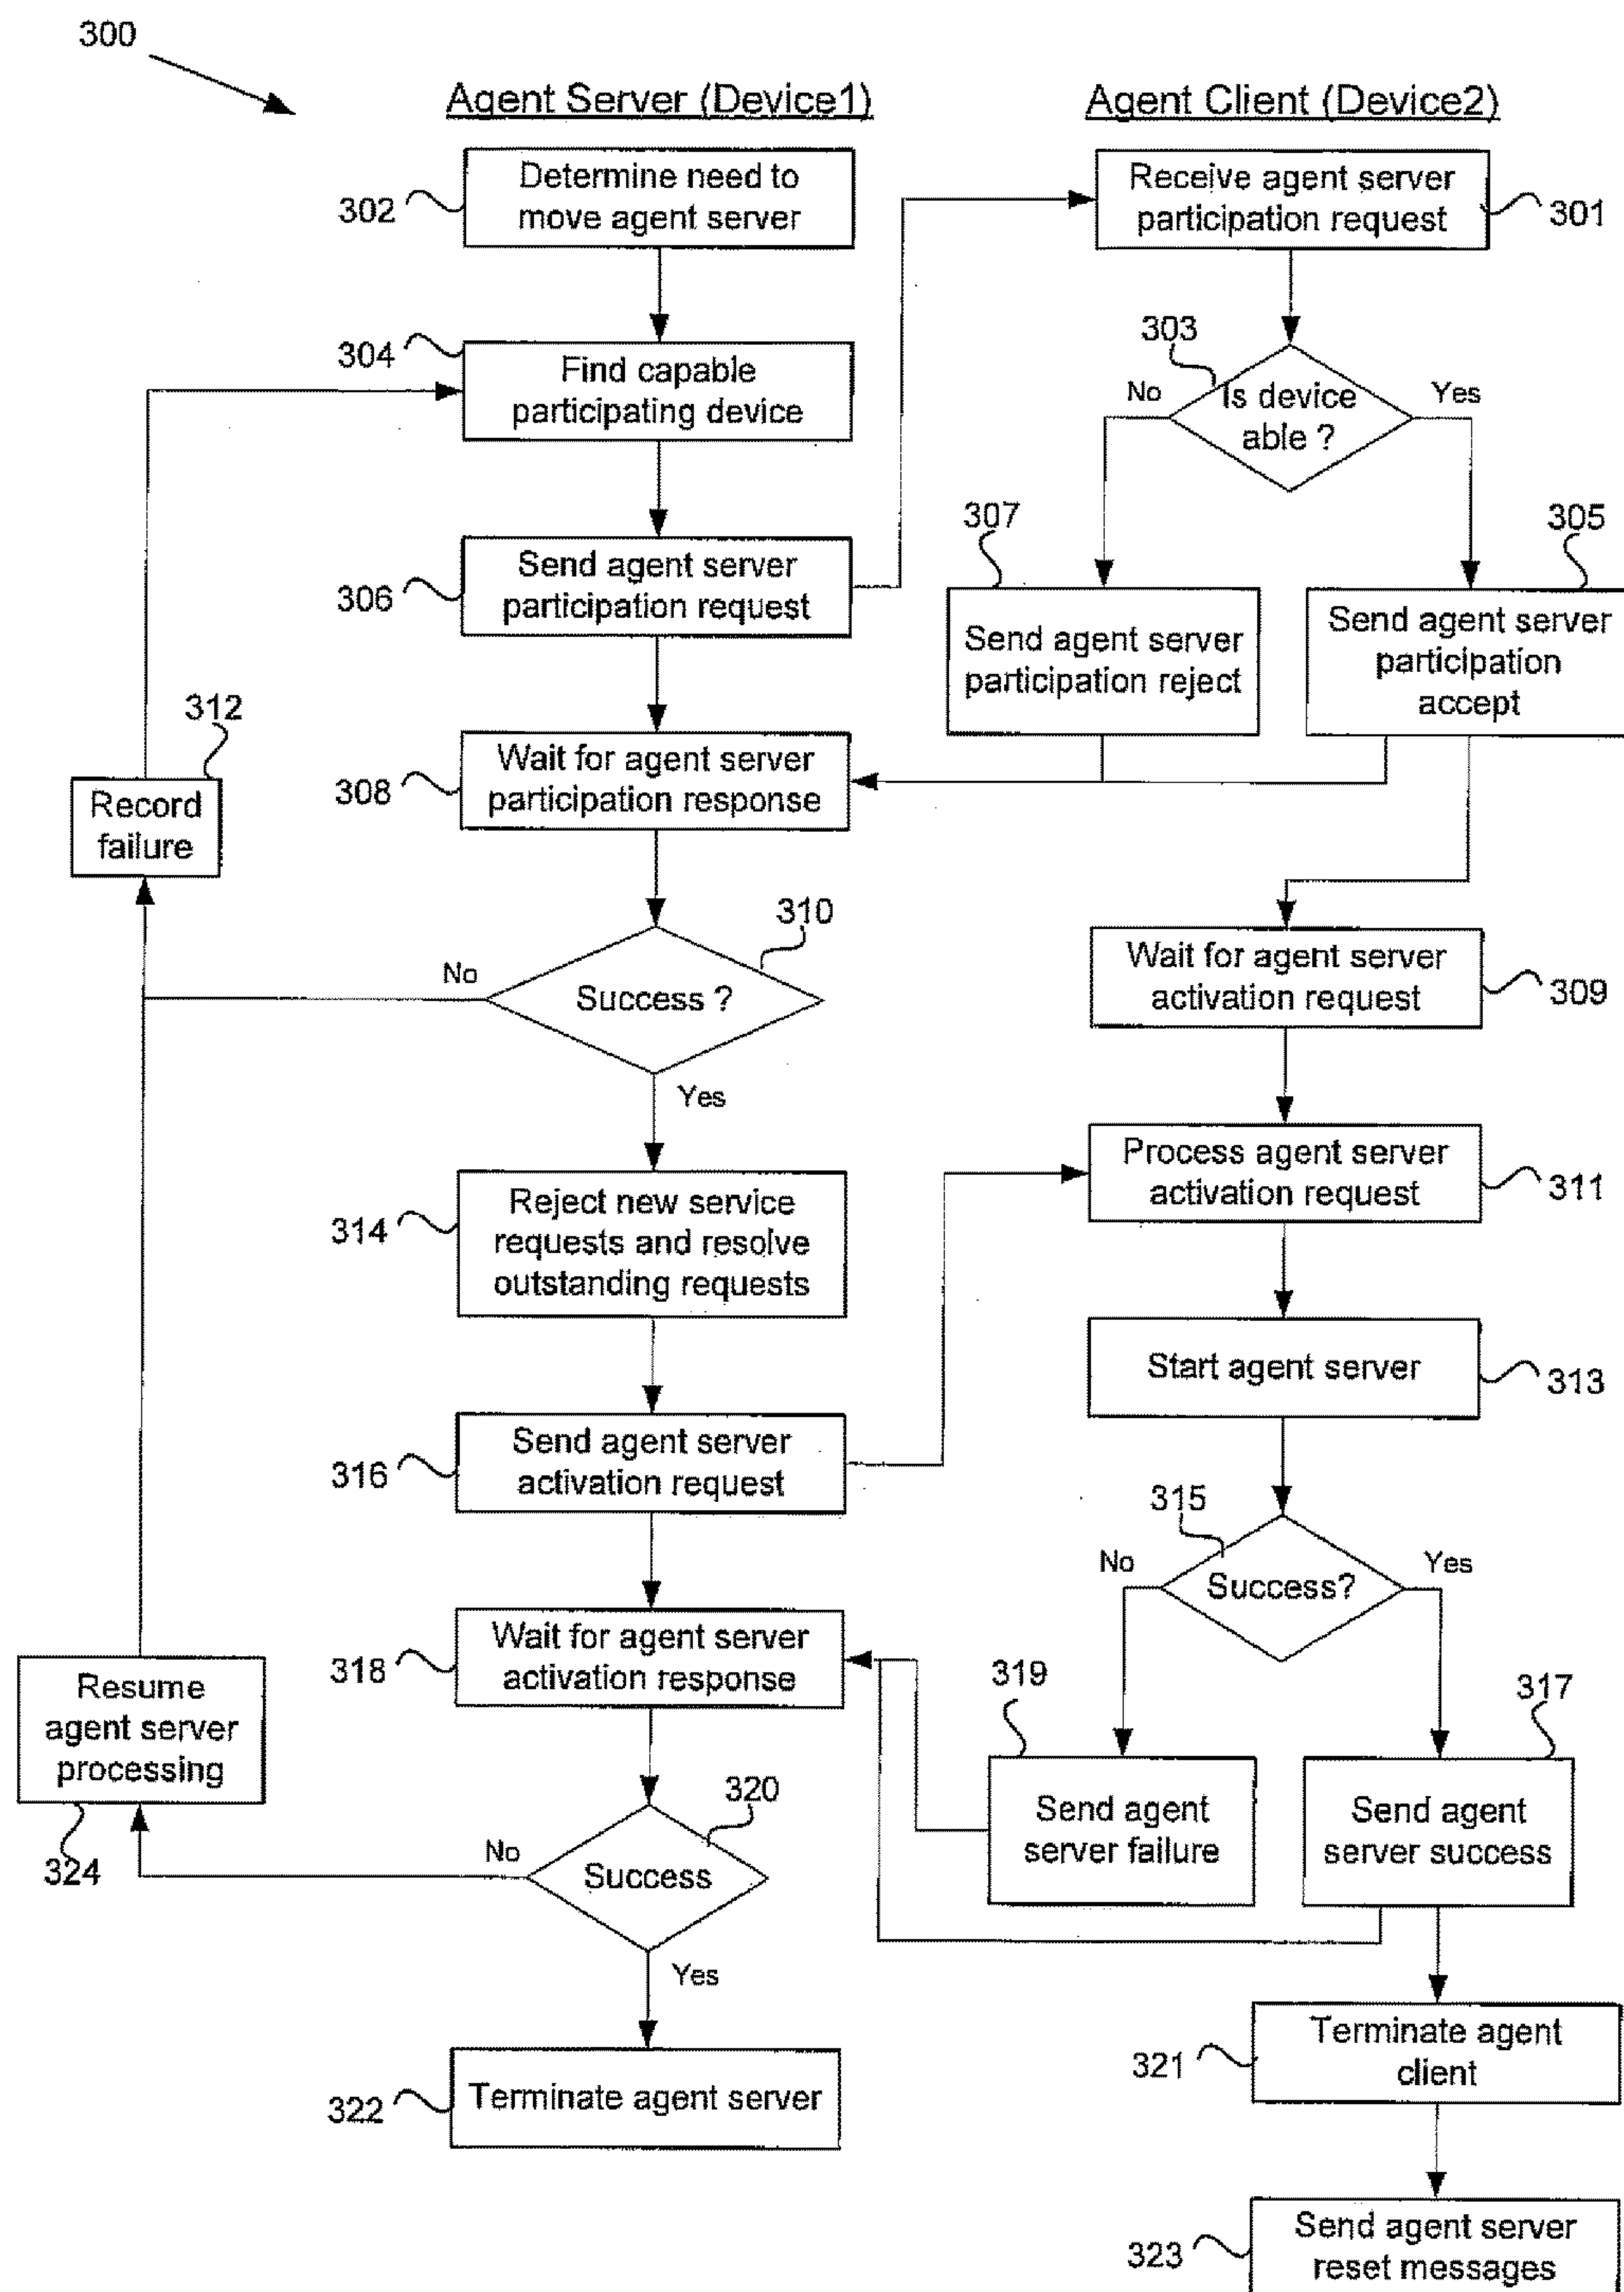 300
Agent Server (Device1)
Agent Client (Device2)
302
Determine need to
move agent server
Receive agent server
participation request
301
304
Find capable
participating device
303
No
Is device
able ?
Yes
306
Send agent server
participation request
307
Send agent server
participation reject
305
Send agent server
participation
accept
312
Record
failure
308
Wait for agent server
participation response
310
No
Success ?
Yes
Wait for agent server
activation request
309
314
Reject new service
requests and resolve
outstanding requests
Process agent server
activation request
311
Start agent server
313
316
Send agent server
activation request
315
No
Success?
Yes
318
Wait for agent server
activation response
319
Send agent
server failure
317
Send agent
server success
Resume
agent server
processing
324
320
No
Success
Yes
322
Terminate agent server
321
Terminate agent
client
323
Send agent server
reset messages